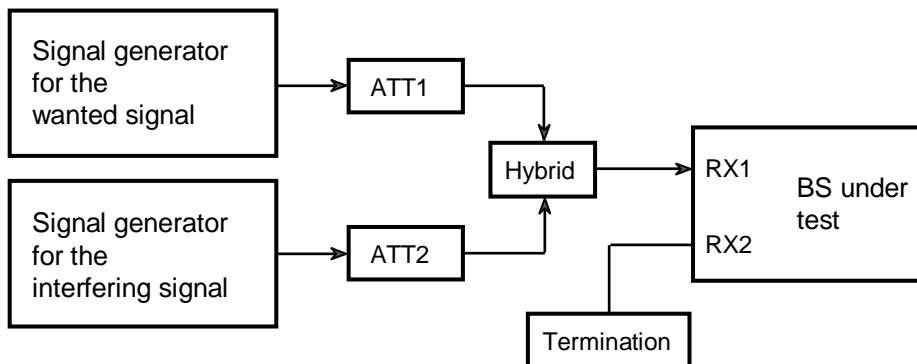 Signal generator
for the
wanted signal
ATT1
Hybrid
RX1
BS under
test
RX2
Signal generator
for the
interfering signal
ATT2
Termination